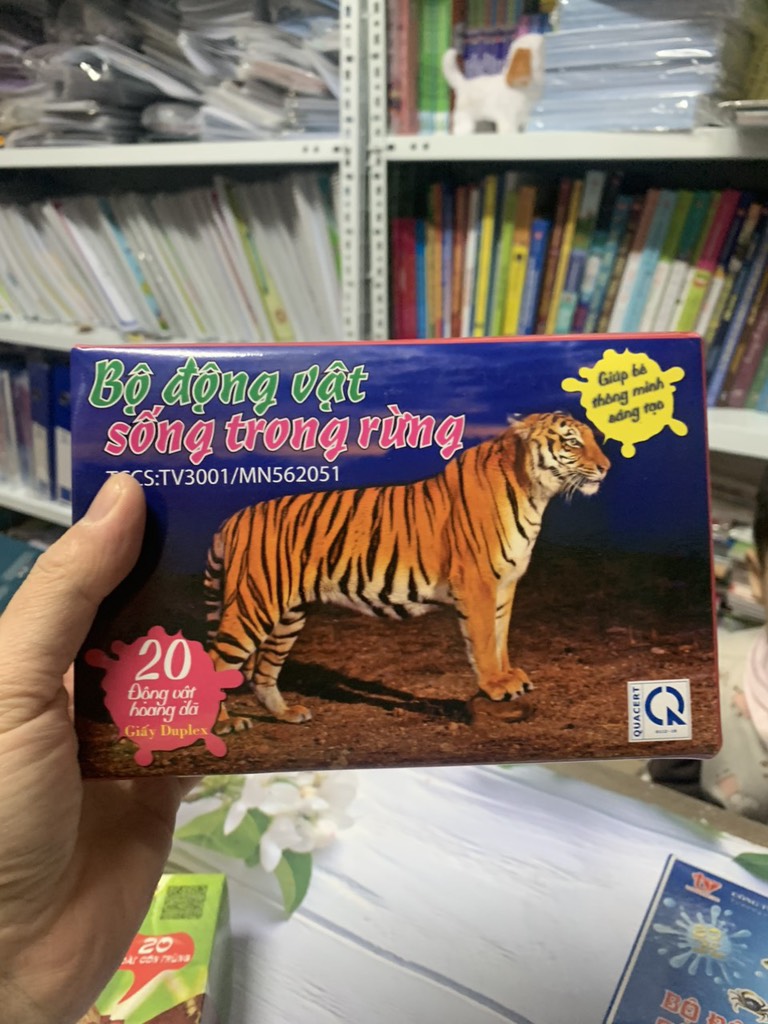 Bộ động vật
sống trong rừng
TCCS:TV3001/MN562051
Giúp bé
thông minh
sáng tạo
20
Động vật
hoang dã
Giấy Duplex
QUACERT
20